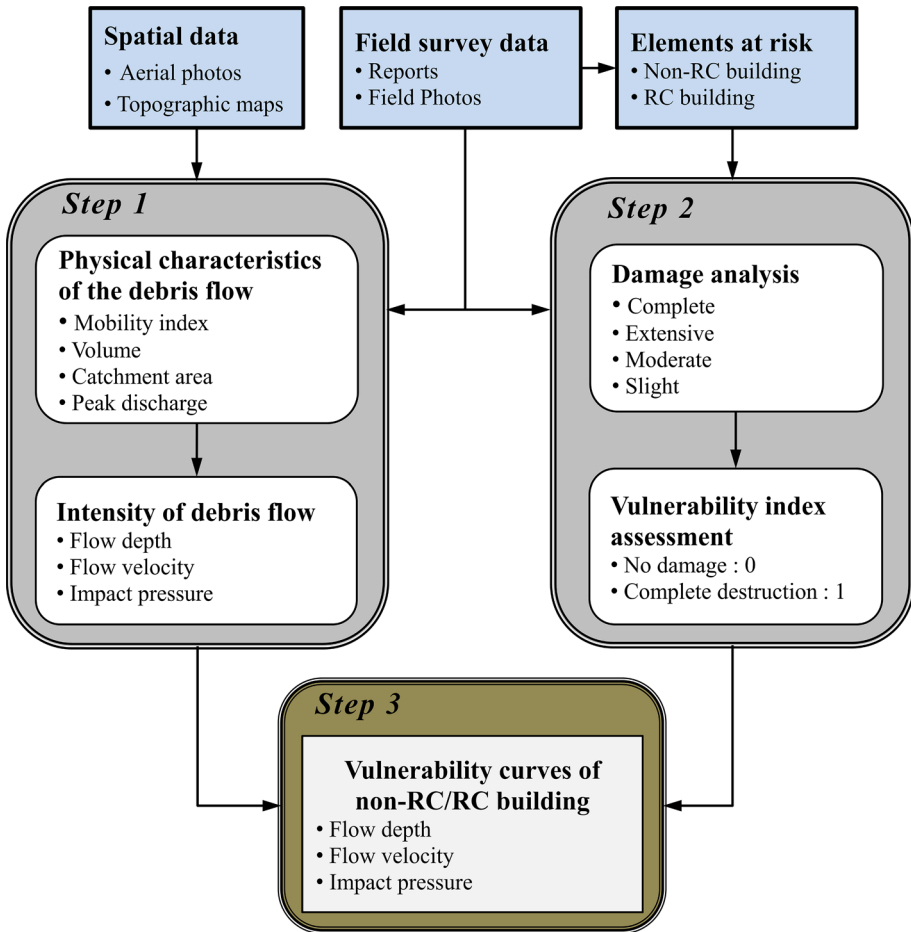 Spatial data
• Aerial photos
• Topographic maps
Field survey data
• Reports
• Field Photos
Elements at risk
• Non-RC building
• RC building
Step 1
Physical characteristics
of the debris flow
• Mobility index
• Volume
• Catchment area
• Peak discharge
Intensity of debris flow
• Flow depth
• Flow velocity
• Impact pressure
Step 2
Damage analysis
• Complete
• Extensive
• Moderate
• Slight
Vulnerability index
assessment
• No damage : 0
• Complete destruction : 1
Step 3
Vulnerability curves of
non-RC/RC building
• Flow depth
• Flow velocity
• Impact pressure